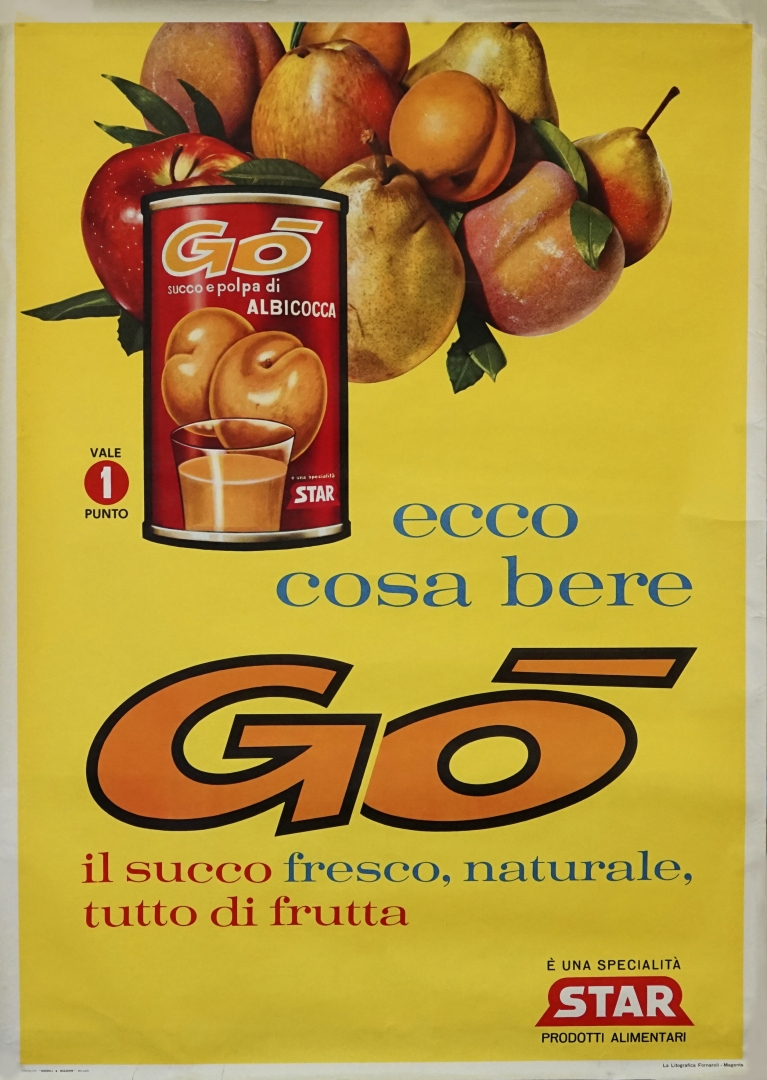 Gō
succo e polpa di
ALBICOCCA
è una specialità
STAR
VALE
1
PUNTO
ecco
cosa bere
Gō
il succo fresco, naturale,
tutto di frutta
È UNA SPECIALITÀ
STAR
PRODOTTI ALIMENTARI
La Litografica Fornaroli - Magenta